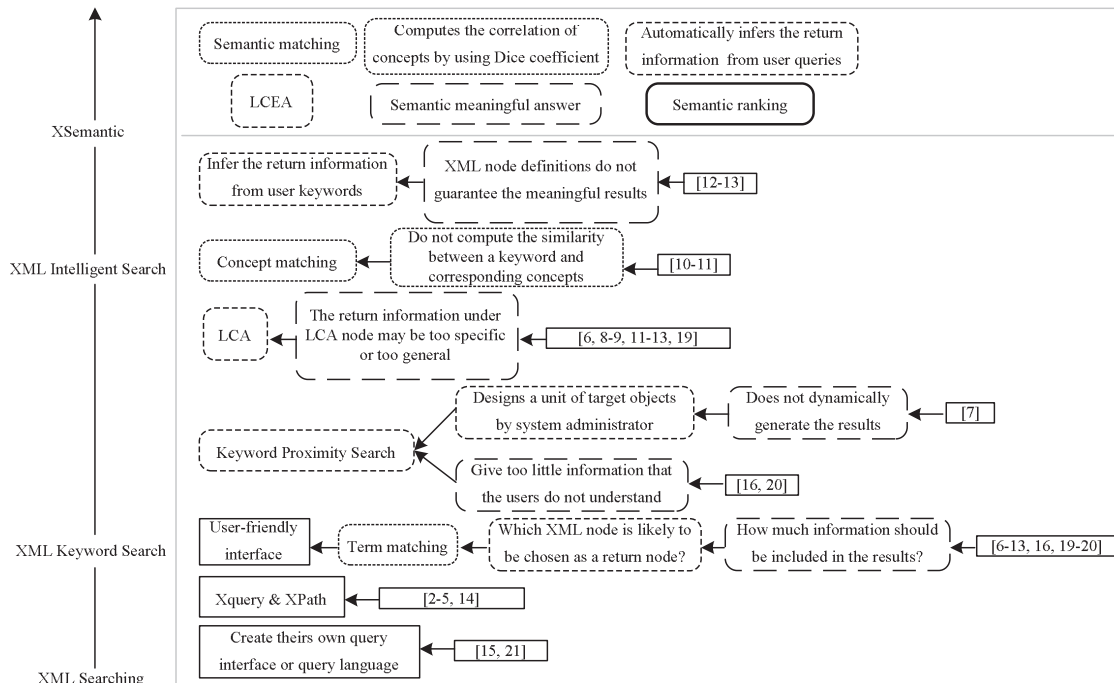 Semantic matching
Computes the correlation of
concepts by using Dice coefficient
Automatically infers the return
information from user queries
LCEA
Semantic meaningful answer
Semantic ranking
XSemantic
Infer the return information
from user keywords
XML node definitions do not
guarantee the meaningful results
[12-13]
XML Intelligent Search
Concept matching
Do not compute the similarity
between a keyword and
corresponding concepts
[10-11]
LCA
The return information under
LCA node may be too specific
or too general
[6, 8-9, 11-13, 19]
Keyword Proximity Search
Designs a unit of target objects
by system administrator
Does not dynamically
generate the results
[7]
Give too little information that
the users do not understand
[16, 20]
XML Keyword Search
User-friendly
interface
Term matching
Which XML node is likely to
be chosen as a return node?
How much information should
be included in the results?
[6-13, 16, 19-20]
Xquery & XPath
[2-5, 14]
Create theirs own query
interface or query language
[15, 21]
XML Searching